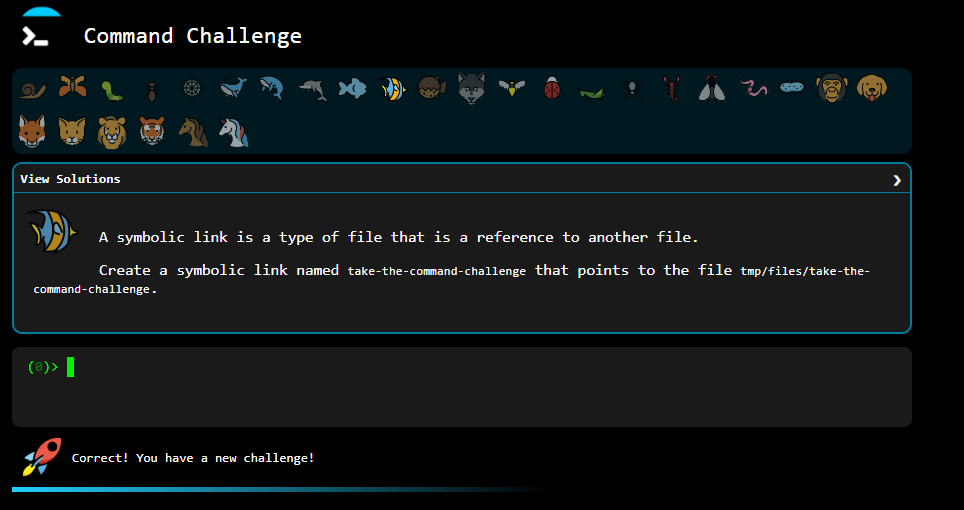 Command Challenge
View Solutions
A symbolic link is a type of file that is a reference to another file.
Create a symbolic link named take-the-command-challenge that points to the file tmp/files/take-the-
command-challenge.
(0)>
Correct! You have a new challenge!